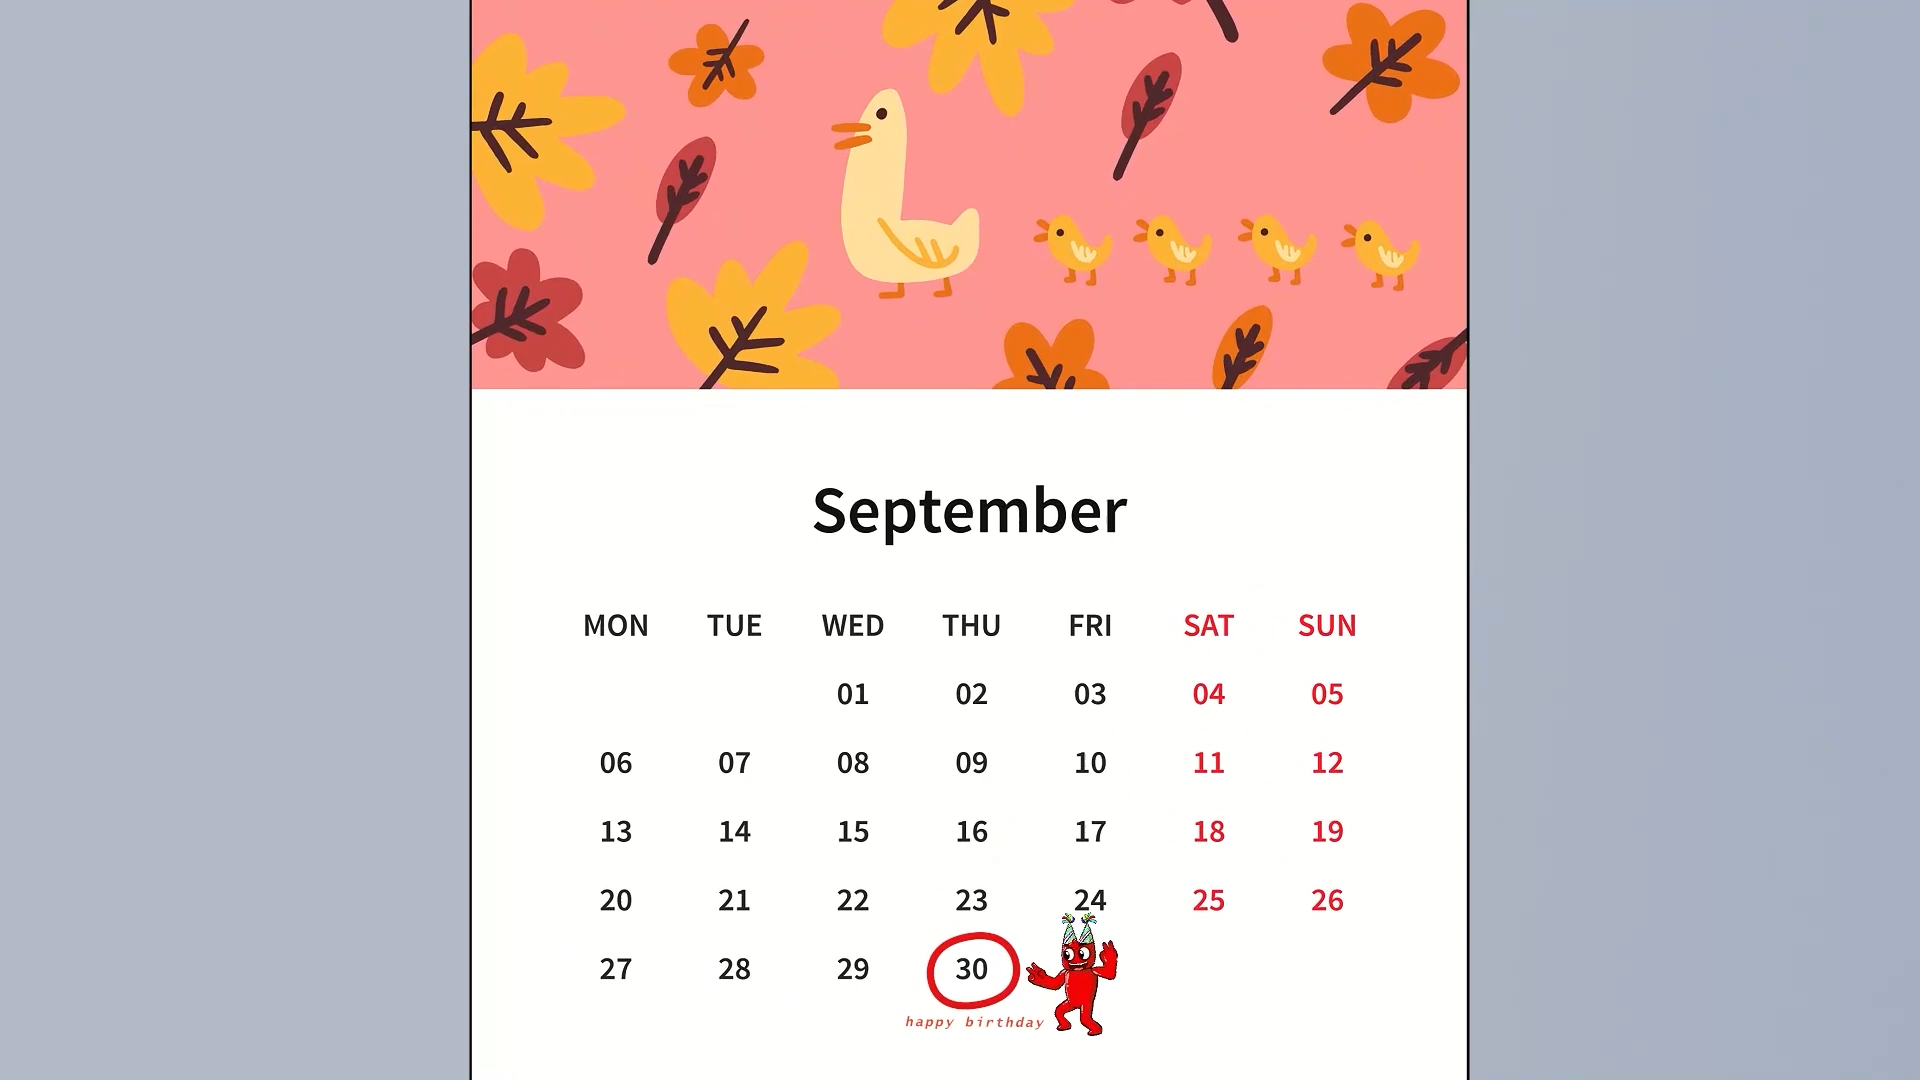 September
MON TUE WED THU FRI SAT SUN
01 02 03 04 05
06 07 08 09 10 11 12
13 14 15 16 17 18 19
20 21 22 23 24 25 26
27 28 29 30
happy birthday